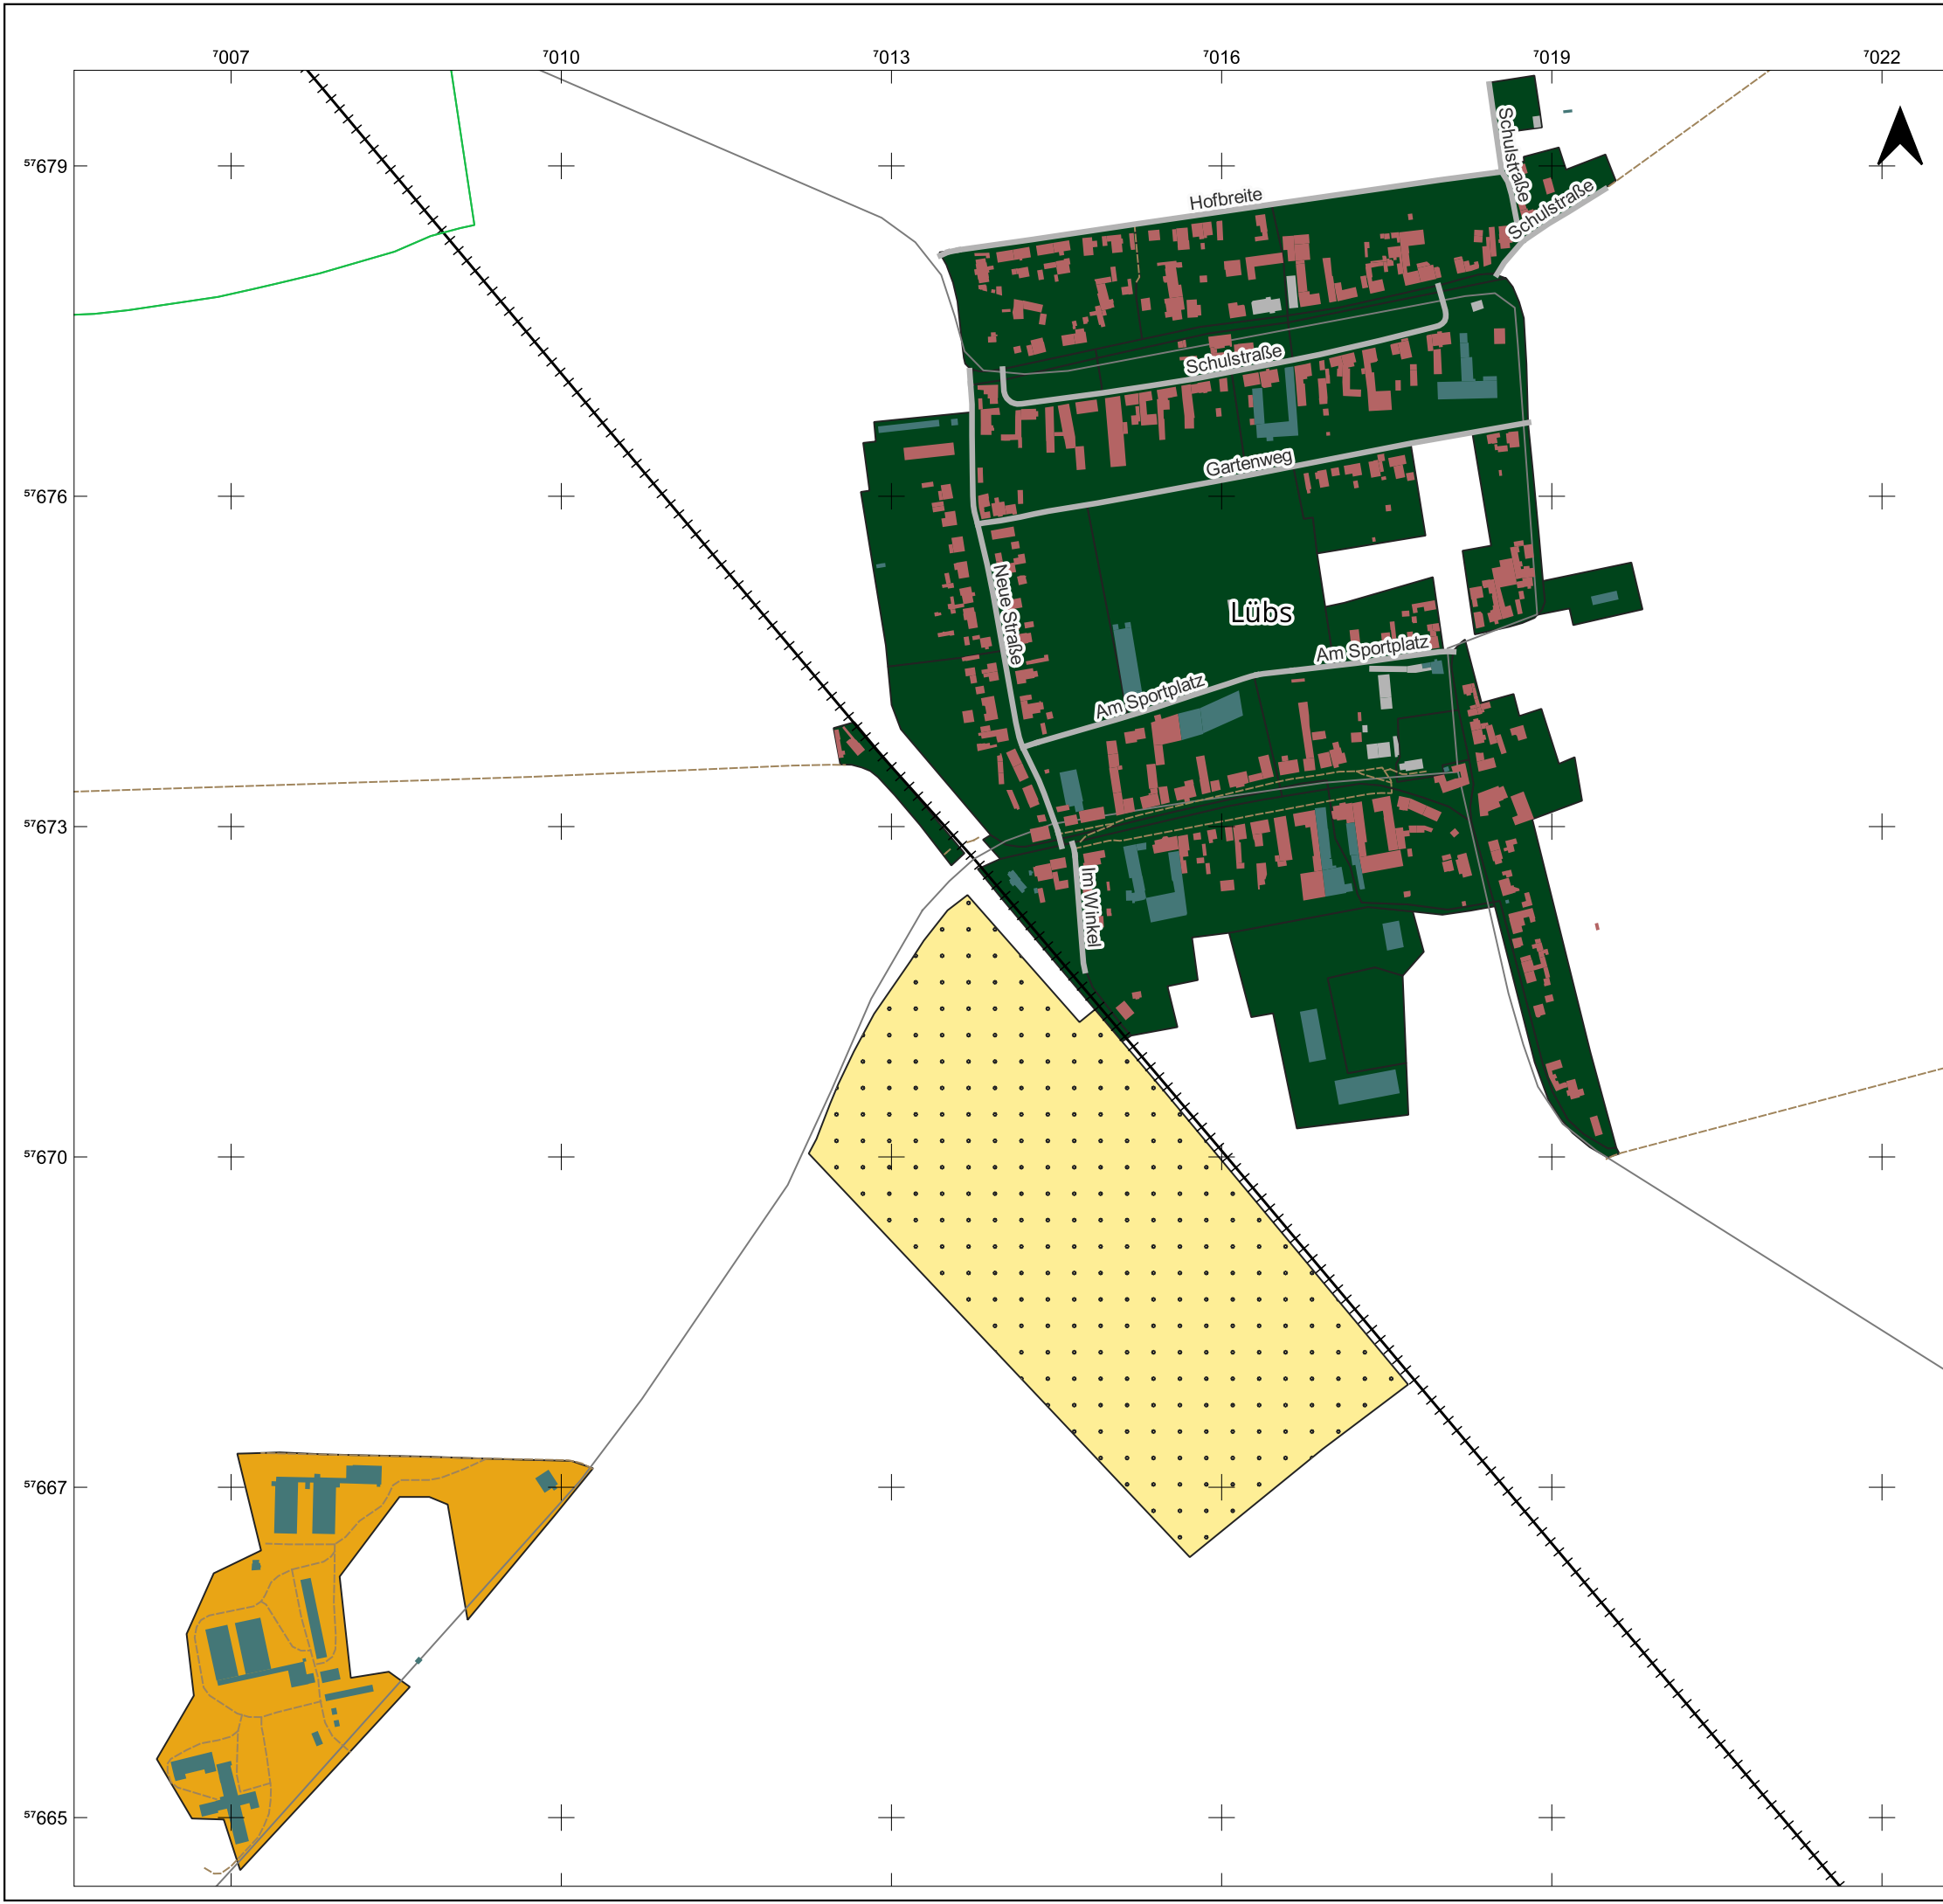 7007 7010 7013 7016 7019 7022
57679
Schulstraße
Hofbreite
Schulstraße
Schulstraße
Gartenweg
57676
Neue Straße
Lübs
Am Sportplatz
Am Sportplatz
57673
Im Winkel
57670
57667
57665